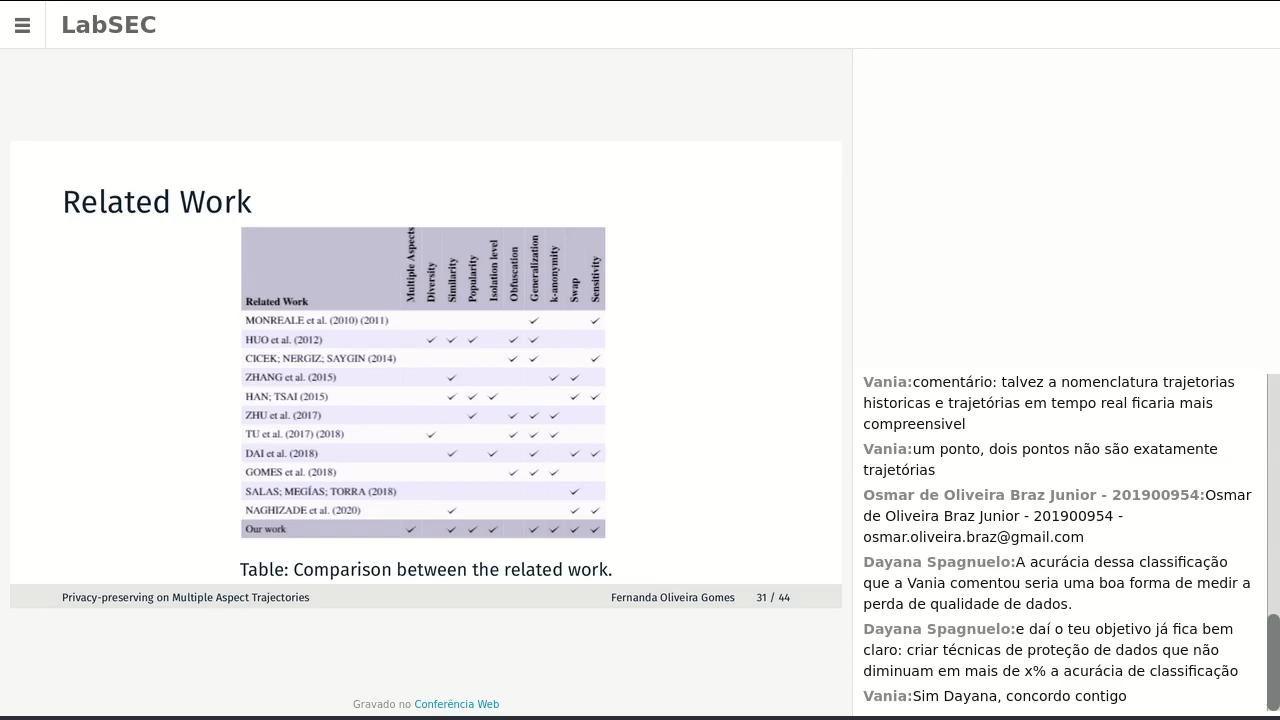 LabSEC
Related Work
Related Work Multiple Aspects Diversity Similarity Popularity Isolation level Obfuscation Generalization k-anonymity Swap Sensitivity
MONREALE et al. (2010) (2011) ✓ ✓
HUO et al. (2012) ✓ ✓ ✓ ✓ ✓
CICEK; NERGIZ; SAYGIN (2014) ✓ ✓ ✓
ZHANG et al. (2015) ✓ ✓ ✓
HAN; TSAI (2015) ✓ ✓ ✓ ✓ ✓
ZHU et al. (2017) ✓ ✓ ✓ ✓
TU et al. (2017) (2018) ✓ ✓ ✓ ✓
DAI et al. (2018) ✓ ✓ ✓ ✓ ✓
GOMES et al. (2018) ✓ ✓ ✓
SALAS; MEGÍAS; TORRA (2018) ✓
NAGHIZADE et al. (2020) ✓ ✓ ✓
Our work ✓ ✓ ✓ ✓ ✓ ✓ ✓ ✓
Table: Comparison between the related work.
Privacy-preserving on Multiple Aspect Trajectories Fernanda Oliveira Gomes 31 / 44
Gravado no Conferência Web
Vania:comentário: talvez a nomenclatura trajetorias
historicas e trajetórias em tempo real ficaria mais
compreensivel
Vania:um ponto, dois pontos não são exatamente
trajetórias
Osmar de Oliveira Braz Junior - 201900954:Osmar
de Oliveira Braz Junior - 201900954 -
osmar.oliveira.braz@gmail.com
Dayana Spagnuelo:A acurácia dessa classificação
que a Vania comentou seria uma boa forma de medir a
perda de qualidade de dados.
Dayana Spagnuelo:e daí o teu objetivo já fica bem
claro: criar técnicas de proteção de dados que não
diminuam em mais de x% a acurácia de classificação
Vania:Sim Dayana, concordo contigo